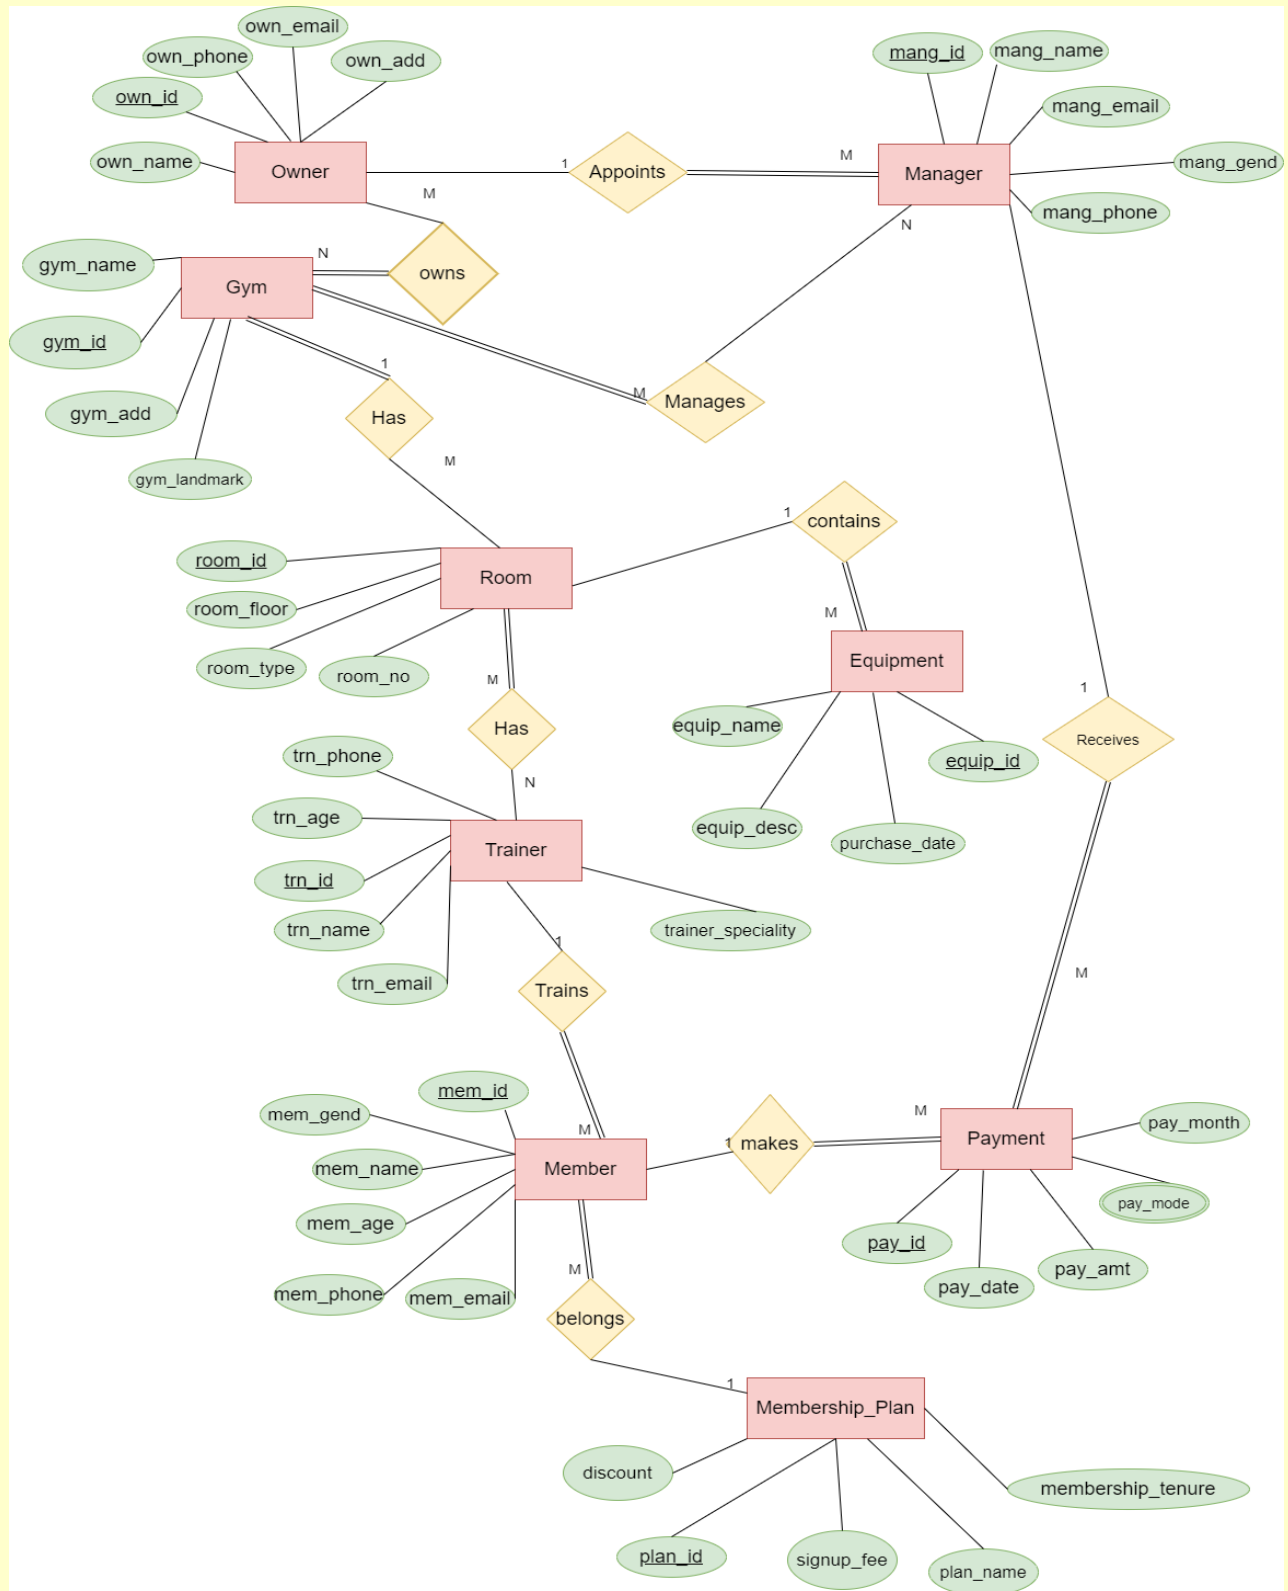 own_email
own_phone
own_add
own_id
own_name
Owner
1
Appoints
M
Manager
mang_id
mang_name
mang_email
mang_gend
mang_phone
M
N
owns
N
gym_name
Gym
gym_id
gym_add
gym_landmark
1
Has
M
M
Manages
room_id
room_floor
room_type
room_no
Room
1
contains
M
Equipment
equip_name
equip_id
equip_desc
purchase_date
1
Receives
M
M
Has
N
trn_phone
trn_age
trn_id
trn_name
trn_email
Trainer
trainer_speciality
1
Trains
M
mem_id
mem_gend
mem_name
mem_age
mem_phone
mem_email
Member
1
makes
M
Payment
pay_month
pay_mode
pay_id
pay_amt
pay_date
M
belongs
1
Membership_Plan
discount
membership_tenure
plan_id
signup_fee
plan_name